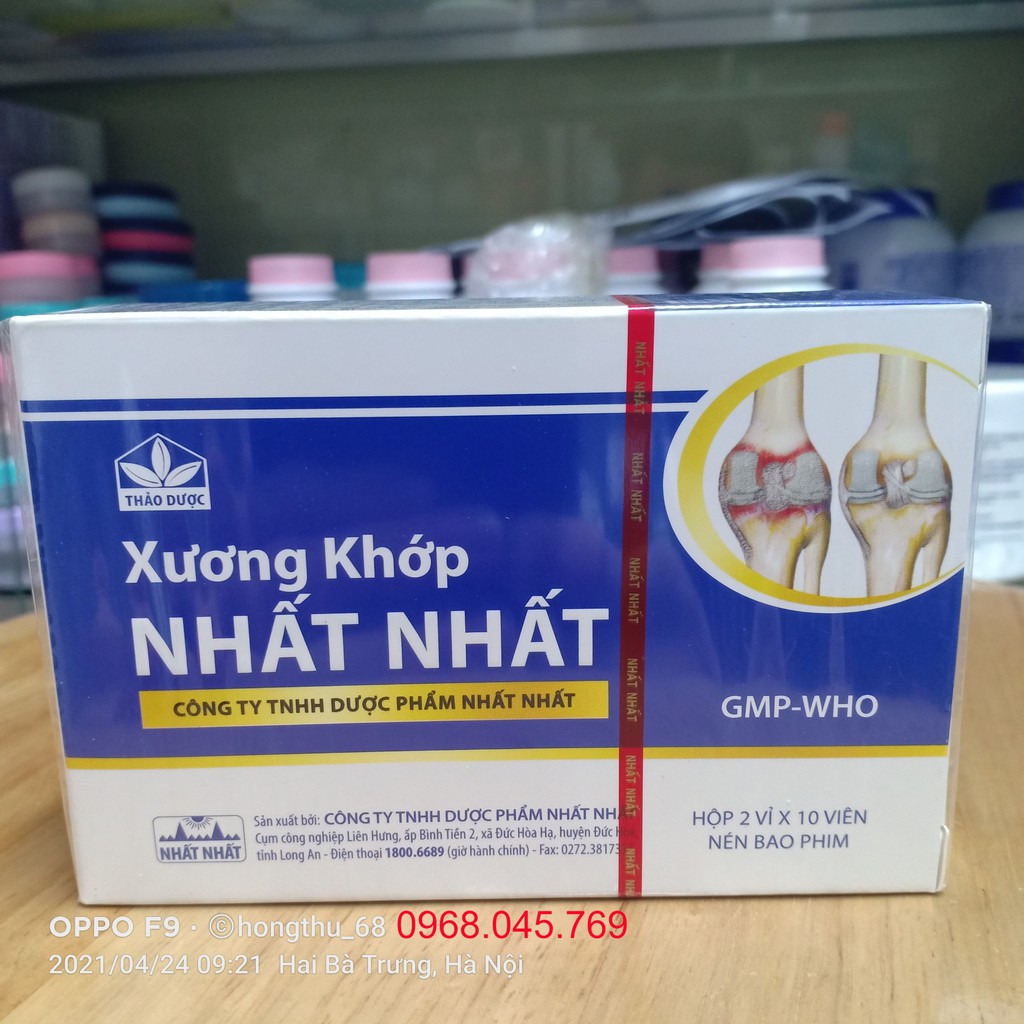 THẢO DƯỢC
Xương Khớp
NHẤT NHẤT
CÔNG TY TNHH DƯỢC PHẨM NHẤT NHẤT
NHẤT NHẤT
NHẤT NHẤT
NHẤT NHẤT
NHẤT NHẤT
NHẤT NHẤT
GMP-WHO
NHẤT NHẤT
Sản xuất bởi: CÔNG TY TNHH DƯỢC PHẨM NHẤT
Cụm công nghiệp Liên Hưng, ấp Bình Tiền 2, xã Đức Hòa Hạ, huyện Đức
tỉnh Long An - Điện thoại 1800.6689 (giờ hành chính) - Fax: 0272.38173
HỘP 2 VỈ X 10 VIÊN
NÉN BAO PHIM
OPPO F9 · ©hongthu_68 0968.045.769
2021/04/24 09:21 Hai Bà Trưng, Hà Nội